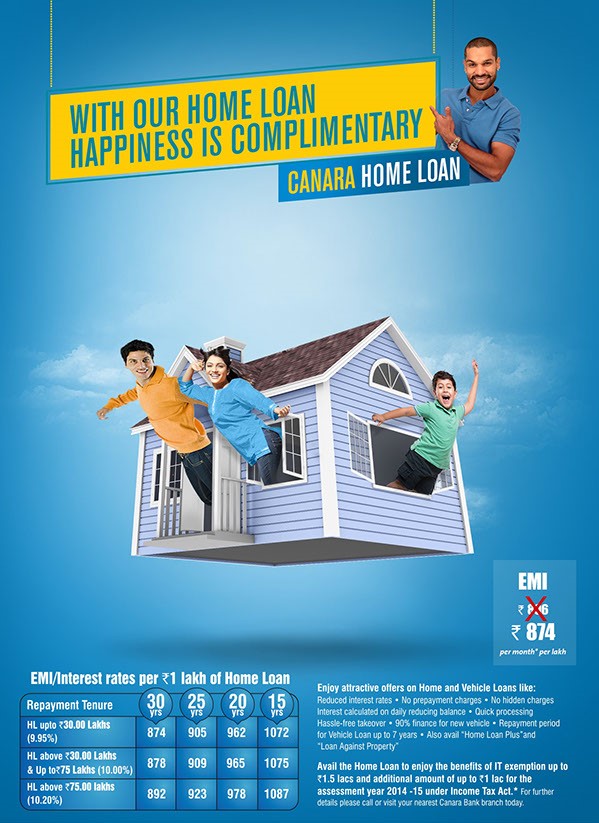 WITH OUR HOME LOAN
HAPPINESS IS COMPLIMENTARY
CANARA HOME LOAN
EMI
₹
₹ 874
per month* per lakh
EMI/Interest rates per ₹1 lakh of Home Loan
Repayment Tenure 30 yrs 25 yrs 20 yrs 15 yrs
HL upto ₹30.00 Lakhs
(9.95%) 874 905 962 1072
HL above ₹30.00 Lakhs
& Up to₹75 Lakhs (10.00%) 878 909 965 1075
HL above ₹75.00 lakhs
(10.20%) 892 923 978 1087
Enjoy attractive offers on Home and Vehicle Loans like:
Reduced interest rates • No prepayment charges • No hidden charges
Interest calculated on daily reducing balance • Quick processing
Hassle-free takeover • 90% finance for new vehicle • Repayment period
for Vehicle Loan up to 7 years • Also avail "Home Loan Plus"and
"Loan Against Property"
Avail the Home Loan to enjoy the benefits of IT exemption up to
₹1.5 lacs and additional amount of up to ₹1 lac for the
assessment year 2014 -15 under Income Tax Act.* For further
details please call or visit your nearest Canara Bank branch today.